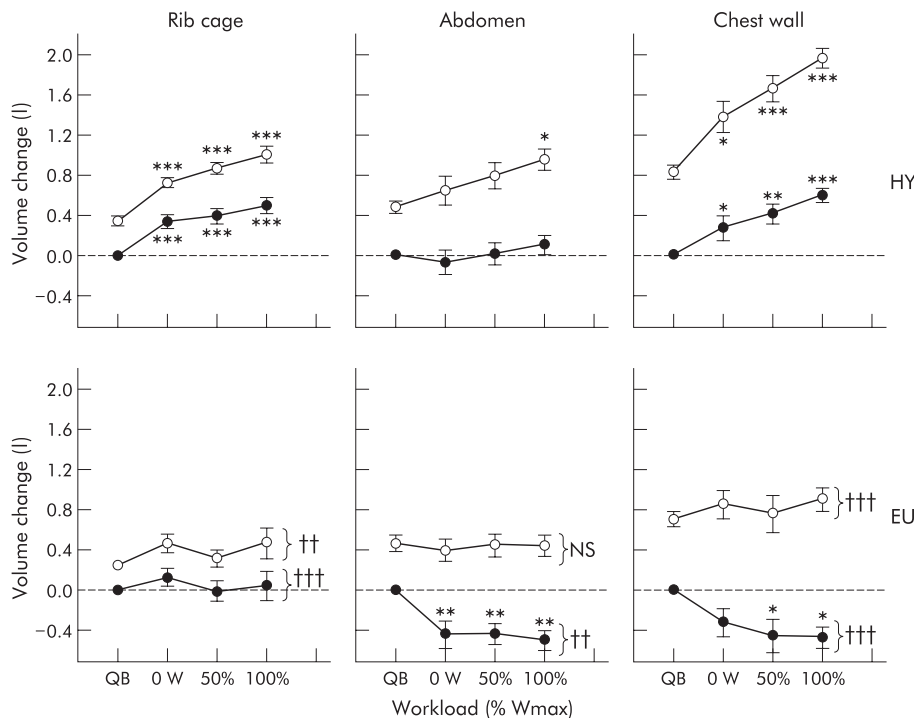 Rib cage Abdomen Chest wall
2.0
1.6
1.2
0.8
0.4
0.0
−0.4
Volume change (l)
*** *** ***
*** *** ***
*
* *** ***
* ** ***
HY
2.0
1.6
1.2
0.8
0.4
0.0
−0.4
Volume change (l)
††
†††
NS
** ** **
††
†††
* *
†††
EU
QB 0 W 50% 100% QB 0 W 50% 100% QB 0 W 50% 100%
Workload (% Wmax)